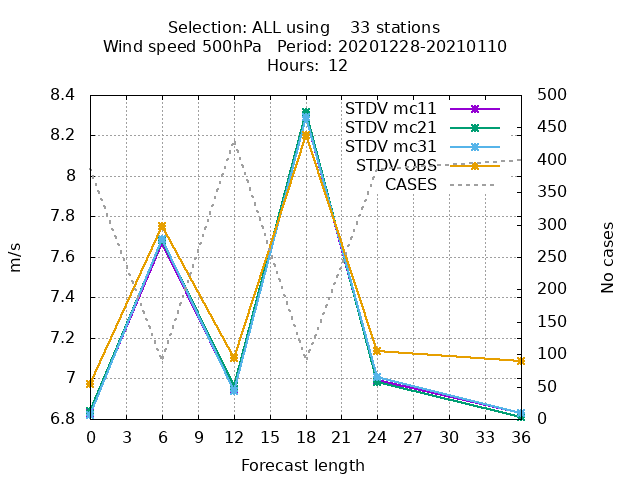 Selection: ALL using    33 stations
Wind speed 500hPa   Period: 20201228-20210110
Hours:  12
STDV mc11
STDV mc21
STDV mc31
STDV OBS
CASES
8.4
8.2
8
7.8
7.6
7.4
7.2
7
6.8
m/s
500
450
400
350
300
250
200
150
100
50
0
No cases
0 3 6 9 12 15 18 21 24 27 30 33 36
Forecast length